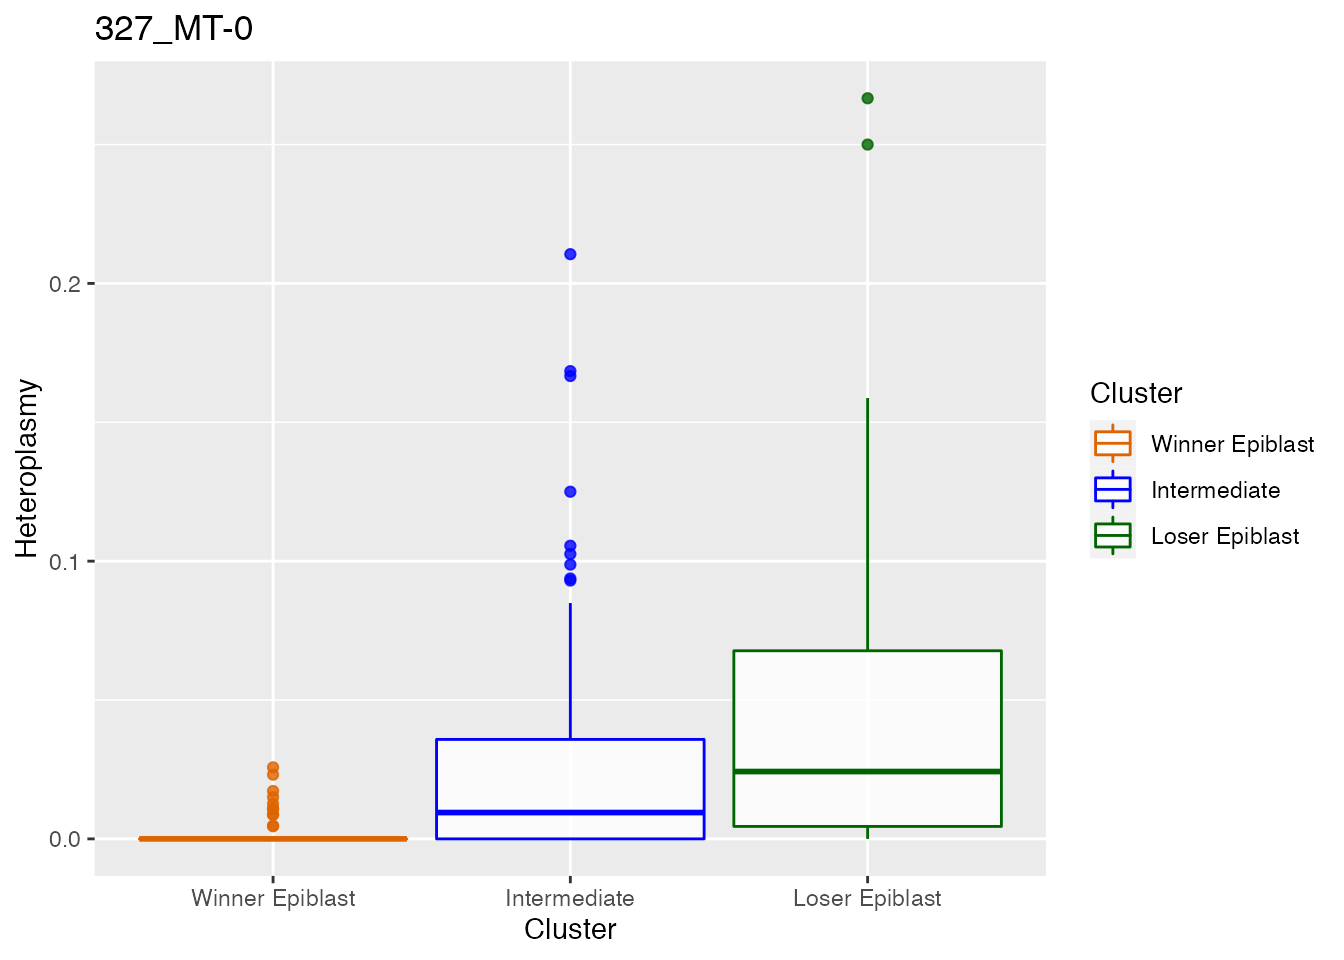 327_MT-0
Heteroplasmy
0.2
0.1
0.0
Winner Epiblast
Intermediate
Loser Epiblast
Cluster
Cluster
Winner Epiblast
Intermediate
Loser Epiblast